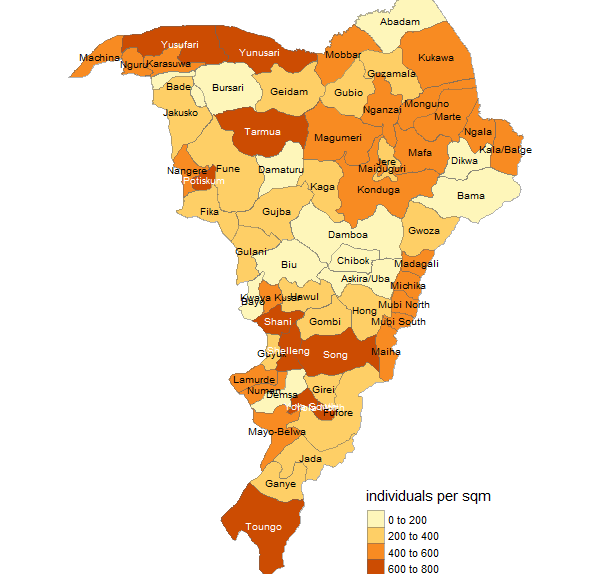 Abadam
Yusufari
Yunusari
Mobbar
Machina
Nguru
Karasuwa
Kukawa
Guzamala
Bade
Bursari
Geidam
Gubio
Jakusko
Nganzai
Monguno
Marte
Tarmua
Magumeri
Ngala
Jere
Mafa
Kala/Balge
Dikwa
Nangere
Fune
Damaturu
Maiduguri
Potiskum
Kaga
Konduga
Bama
Fika
Gujba
Damboa
Gwoza
Gulani
Biu
Chibok
Madagali
Askira/Uba
Michika
Kwaya Kusar
Hawul
Bayo
Mubi North
Shani
Gombi
Hong
Mubi South
Guyuk
Shelleng
Song
Maiha
Lamurde
Numan
Demsa
Girei
Fufore
Mayo-Belwa
Jada
Ganye
Toungo
individuals per sqm
0 to 200
200 to 400
400 to 600
600 to 800